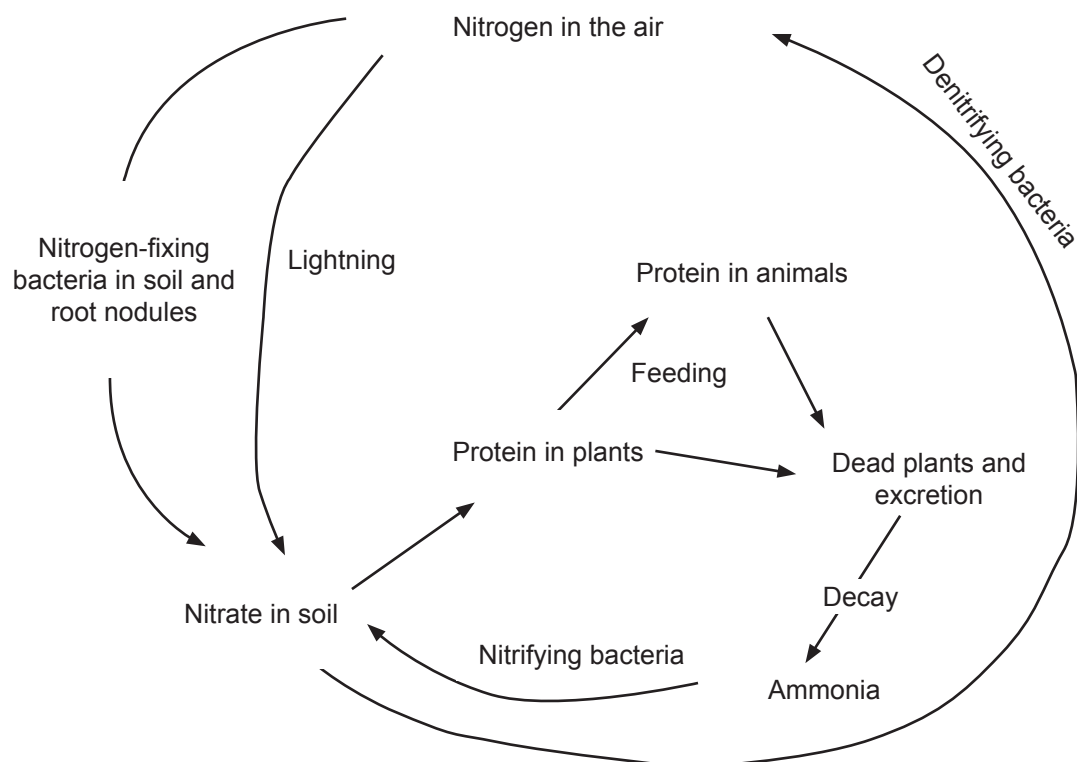 Nitrogen in the air
Denitrifying bacteria
Nitrogen-fixing
bacteria in soil and
root nodules
Lightning
Protein in animals
Feeding
Protein in plants
Dead plants and
excretion
Decay
Nitrate in soil
Nitrifying bacteria
Ammonia